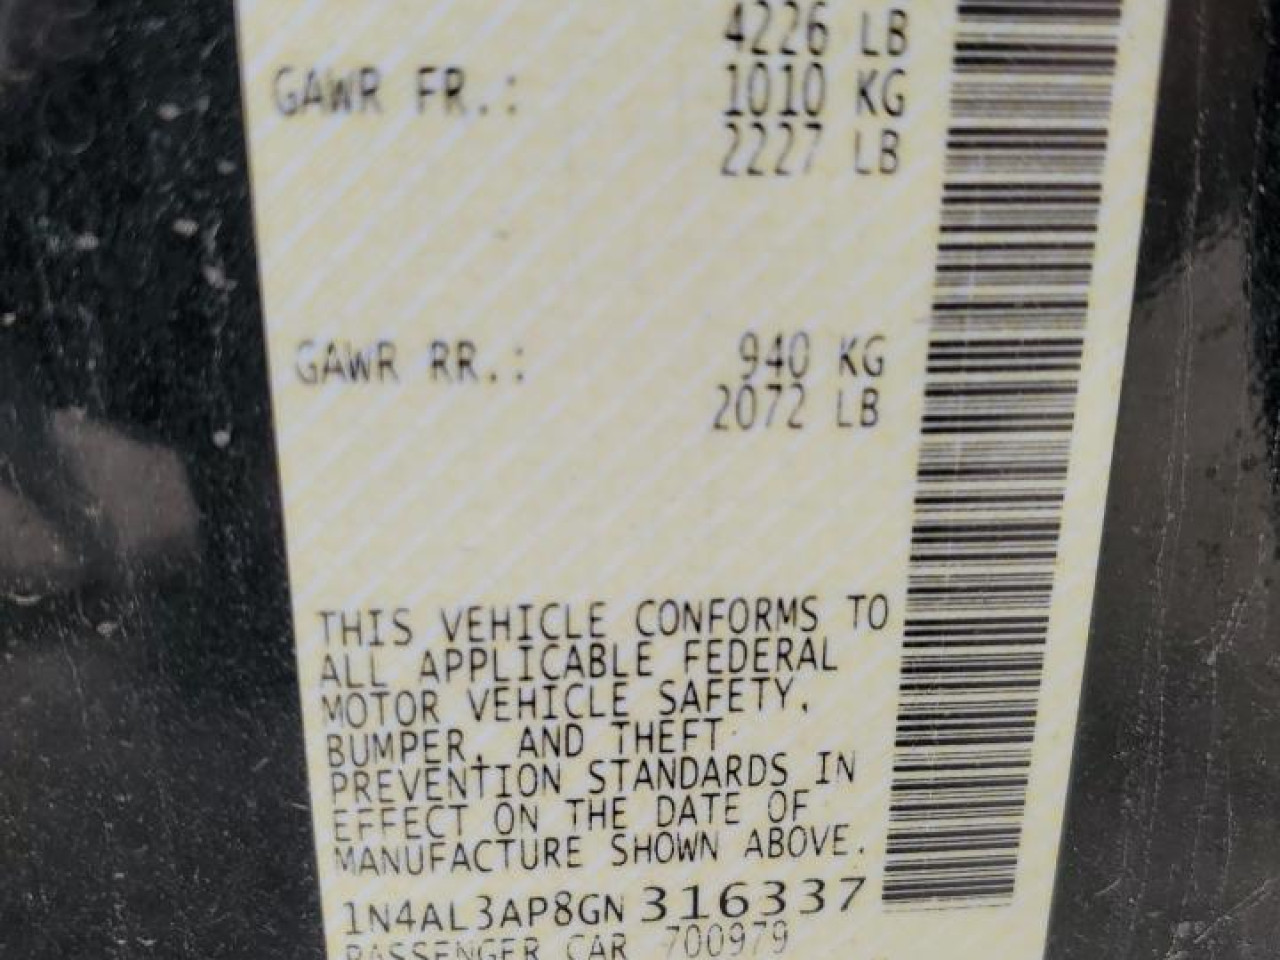 4226 LB
GAWR FR.: 1010 KG
2227 LB
GAWR RR.: 940 KG
2072 LB
THIS VEHICLE CONFORMS TO
ALL APPLICABLE FEDERAL
MOTOR VEHICLE SAFETY,
BUMPER, AND THEFT
PREVENTION STANDARDS IN
EFFECT ON THE DATE OF
MANUFACTURE SHOWN ABOVE.
1N4AL3AP8GN316337
PASSENGER CAR 700979